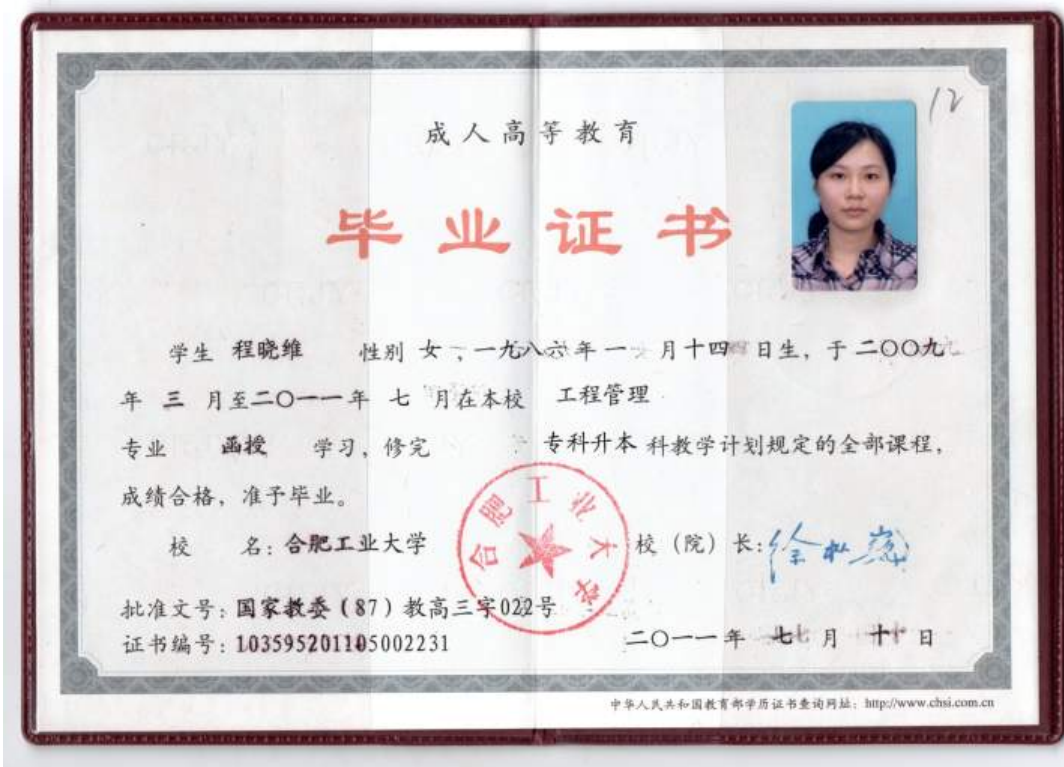 12
成人高等教育
毕业证书
学生 程晓维 性别 女，一九八六年一月十四日生，于二〇〇九
年 三 月至二〇一一年 七 月在本校 工程管理
专业 函授 学习，修完 专科升本 科教学计划规定的全部课程，
成绩合格，准予毕业。
校 名：合肥工业大学 校（院）长：
合肥工业大学
批准文号：国家教委（87）教高三字022号
证书编号：103595201105002231 二〇一一年 七 月 十 日
中华人民共和国教育部学历证书查询网址：http://www.chsi.com.cn